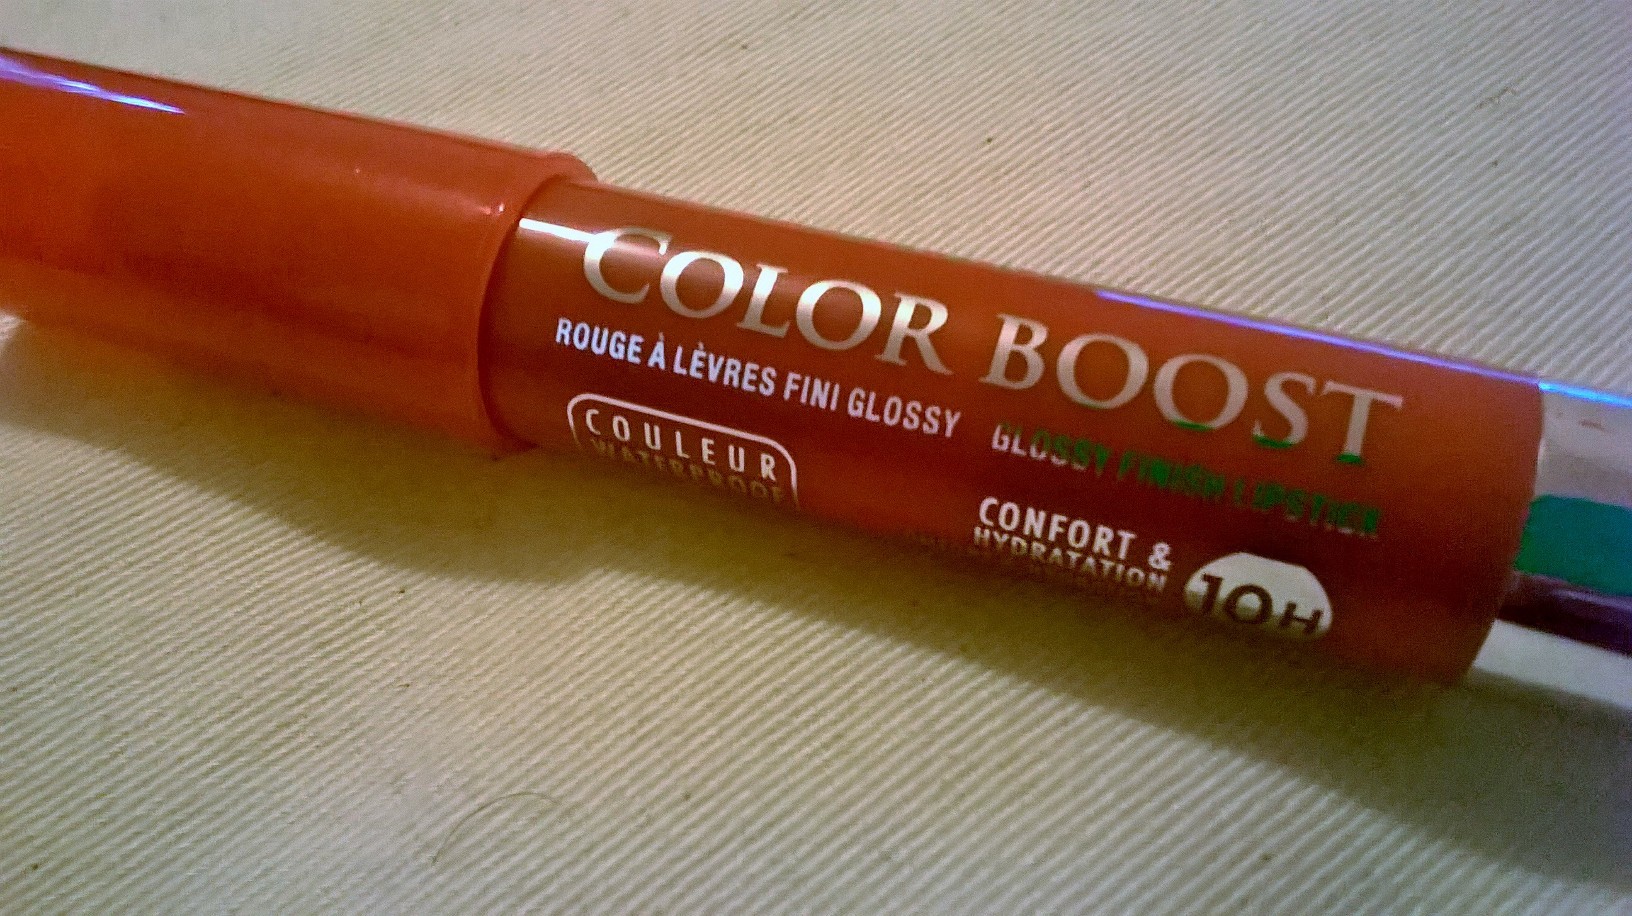 COLOR BOOST
ROUGE À LÈVRES FINI GLOSSY GLOSSY FINISH LIPSTICK
COULEUR
WATERPROOF
CONFORT &
HYDRATATION
10H